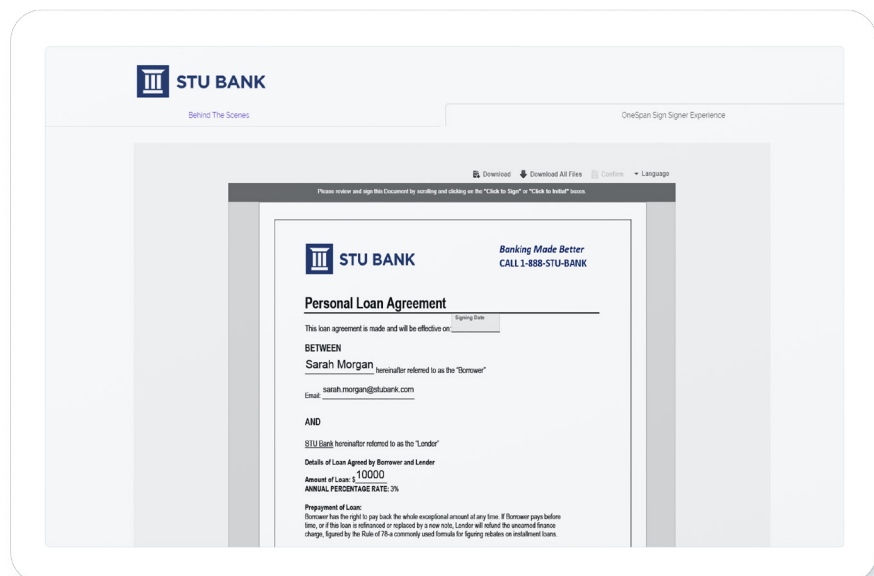 STU BANK
Behind The Scenes
OneSpan Sign Signer Experience
Download Download All Files Confirm Language
Please review and sign this Document by scrolling and clicking on the "Click to Sign" or "Click to Initial" boxes.
STU BANK
Banking Made Better
CALL 1-888-STU-BANK
Personal Loan Agreement
Signing Date
This loan agreement is made and will be effective on:
BETWEEN
Sarah Morgan hereinafter referred to as the "Borrower"
Email: sarah.morgan@stubank.com
AND
STU Bank hereinafter referred to as the "Lender"
Details of Loan Agreed by Borrower and Lender
Amount of Loan: $10000
ANNUAL PERCENTAGE RATE: 3%
Prepayment of Loan:
Borrower has the right to pay back the whole exceptional amount at any time. If Borrower pays before
time, or if this loan is refinanced or replaced by a new note, Lender will refund the unearned finance
charge, figured by the Rule of 78-a commonly used formula for figuring rebates on installment loans.